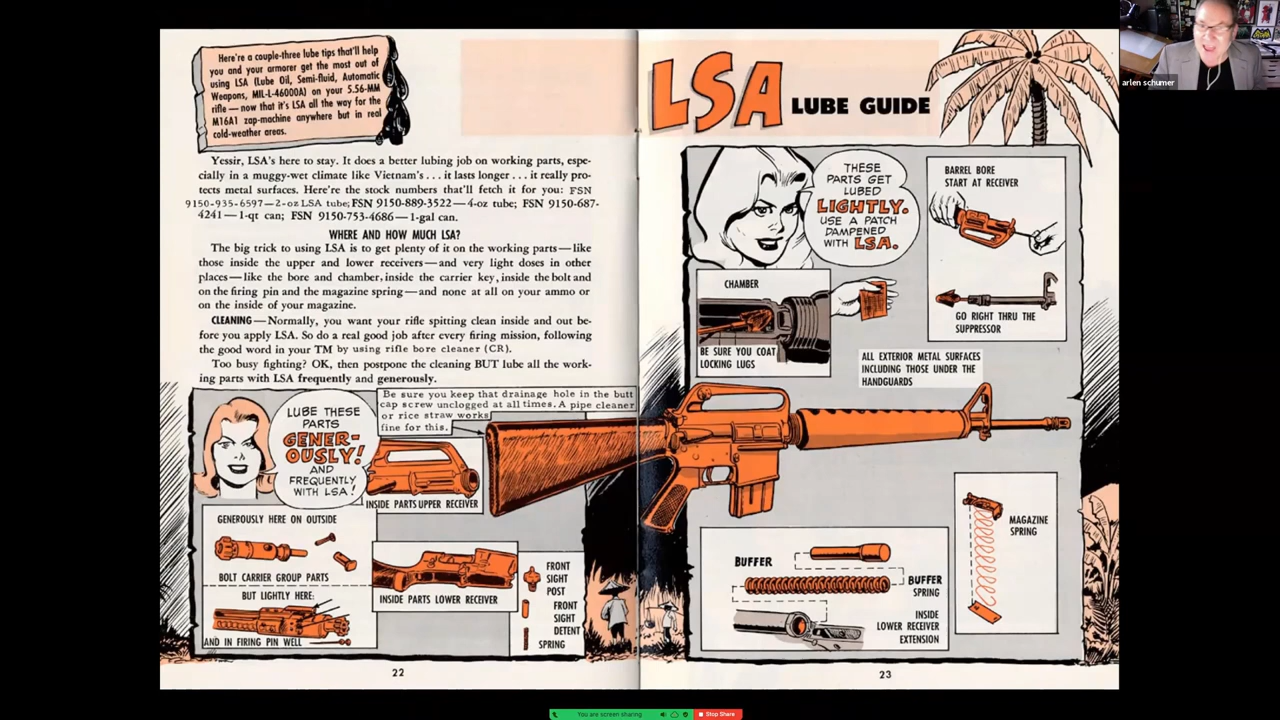 Here're a couple-three lube tips that'll help
you and your armorer get the most out of
using LSA (Lube Oil, Semi-fluid, Automatic
Weapons, MIL-L-46000A) on your 5.56-MM
rifle — now that it's LSA all the way for the
M16A1 zap-machine anywhere but in real
cold-weather areas.
Yessir, LSA's here to stay. It does a better lubing job on working parts, espe-
cially in a muggy-wet climate like Vietnam's . . . it lasts longer . . . it really pro-
tects metal surfaces. Here're the stock numbers that'll fetch it for you: FSN
9150-935-6597—2-oz LSA tube; FSN 9150-889-3522—4-oz tube; FSN 9150-687-
4241—1-qt can; FSN 9150-753-4686—1-gal can.
WHERE AND HOW MUCH LSA?
The big trick to using LSA is to get plenty of it on the working parts—like
those inside the upper and lower receivers—and very light doses in other
places—like the bore and chamber, inside the carrier key, inside the bolt and
on the firing pin and the magazine spring—and none at all on your ammo or
on the inside of your magazine.
CLEANING—Normally, you want your rifle spitting clean inside and out be-
fore you apply LSA. So do a real good job after every firing mission, following
the good word in your TM by using rifle bore cleaner (CR).
Too busy fighting? OK, then postpone the cleaning BUT lube all the work-
ing parts with LSA frequently and generously.
Be sure you keep that drainage hole in the butt
cap screw unclogged at all times. A pipe cleaner
or rice straw works
fine for this.
LUBE THESE
PARTS
GENER-
OUSLY!
AND
FREQUENTLY
WITH LSA!
INSIDE PARTS UPPER RECEIVER
GENEROUSLY HERE ON OUTSIDE
BOLT CARRIER GROUP PARTS
BUT LIGHTLY HERE:
AND IN FIRING PIN WELL
INSIDE PARTS LOWER RECEIVER
FRONT
SIGHT
POST
FRONT
SIGHT
DETENT
SPRING
22
LSA LUBE GUIDE
THESE
PARTS GET
LUBED
LIGHTLY.
USE A PATCH
DAMPENED
WITH LSA.
BARREL BORE
START AT RECEIVER
GO RIGHT THRU THE
SUPPRESSOR
CHAMBER
BE SURE YOU COAT
LOCKING LUGS
ALL EXTERIOR METAL SURFACES
INCLUDING THOSE UNDER THE
HANDGUARDS
MAGAZINE
SPRING
BUFFER
BUFFER
SPRING
INSIDE
LOWER RECEIVER
EXTENSION
23
arlen schumer
You are screen sharing
Stop Share